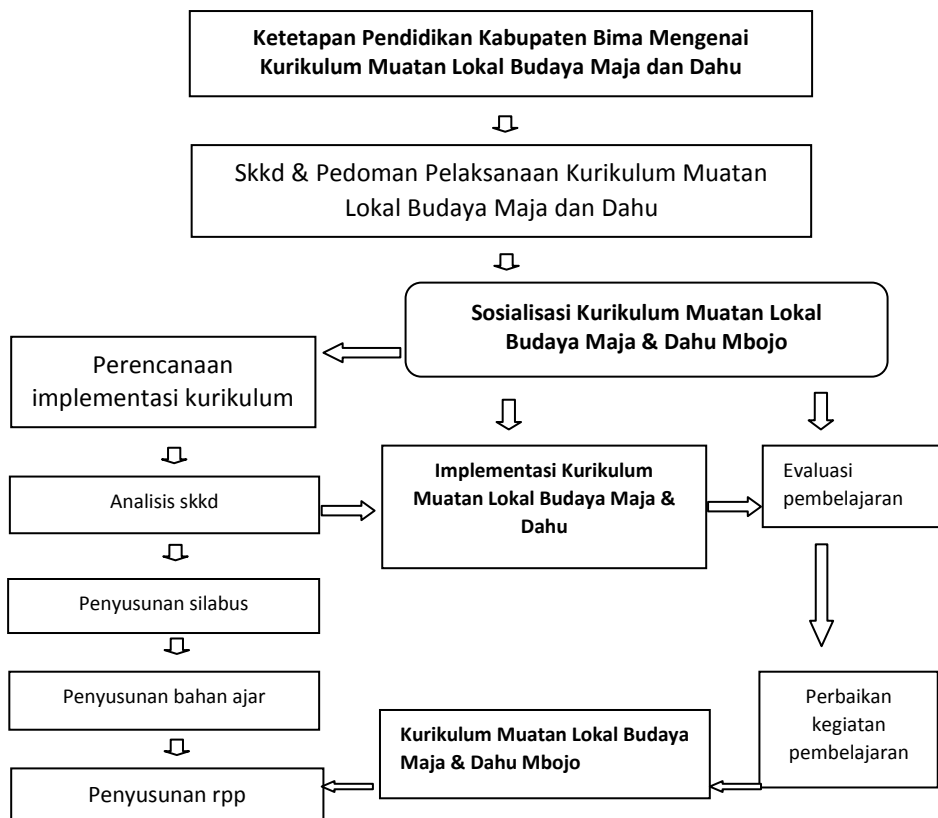 Ketetapan Pendidikan Kabupaten Bima Mengenai
Kurikulum Muatan Lokal Budaya Maja dan Dahu
Skkd & Pedoman Pelaksanaan Kurikulum Muatan
Lokal Budaya Maja dan Dahu
Sosialisasi Kurikulum Muatan Lokal
Budaya Maja & Dahu Mbojo
Perencanaan
implementasi kurikulum
Analisis skkd
Implementasi Kurikulum
Muatan Lokal Budaya Maja &
Dahu
Evaluasi
pembelajaran
Penyusunan silabus
Penyusunan bahan ajar
Perbaikan
kegiatan
pembelajaran
Kurikulum Muatan Lokal Budaya
Maja & Dahu Mbojo
Penyusunan rpp